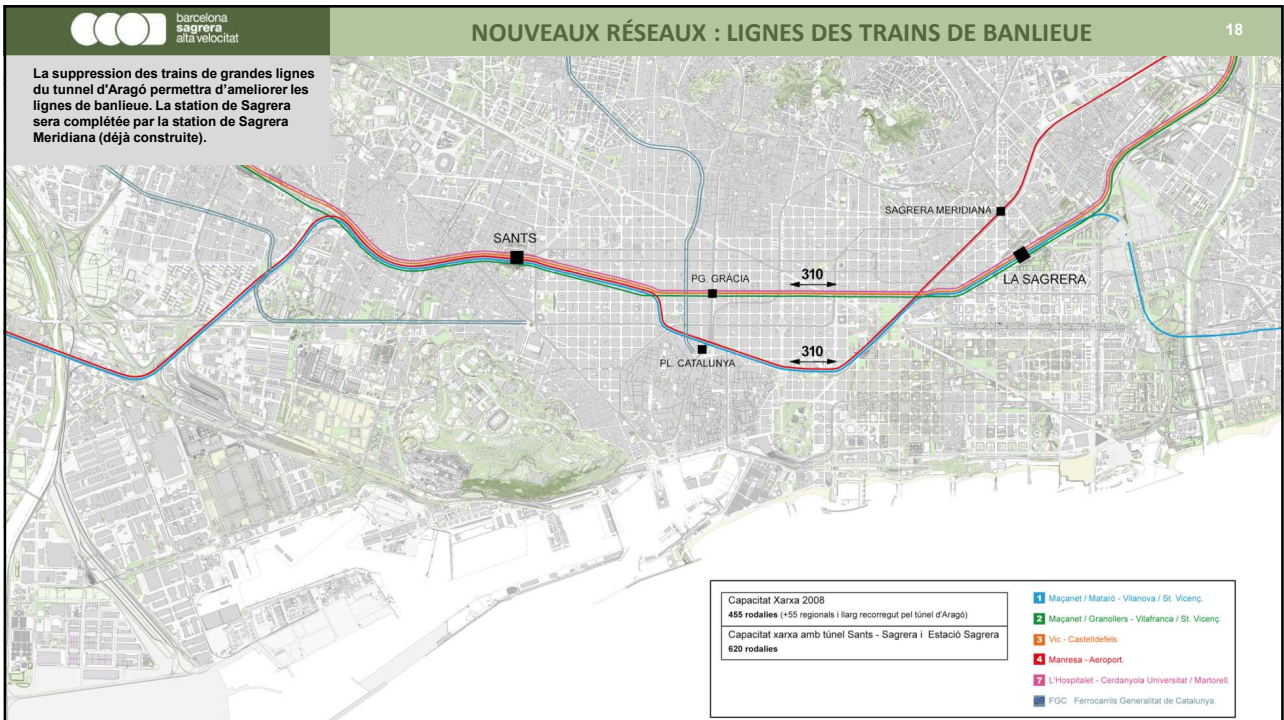 barcelona
sagrera
alta velocitat
NOUVEAUX RÉSEAUX : LIGNES DES TRAINS DE BANLIEUE
18
La suppression des trains de grandes lignes
du tunnel d'Aragó permettra d'ameliorer les
lignes de banlieue. La station de Sagrera
sera complétée par la station de Sagrera
Meridiana (déjà construite).
SAGRERA MERIDIANA
SANTS
LA SAGRERA
PG. GRÀCIA
310
PL. CATALUNYA
310
Capacitat Xarxa 2008
455 rodalies (+55 regionals i llarg recorregut pel túnel d'Aragó)
Capacitat xarxa amb túnel Sants - Sagrera i Estació Sagrera
620 rodalies
1 Maçanet / Mataró - Vilanova / St. Vicenç.
2 Maçanet / Granollers - Vilafranca / St. Vicenç.
3 Vic - Castelldefels.
4 Manresa - Aeroport.
7 L'Hospitalet - Cerdanyola Universitat / Martorell.
FGC Ferrocarrils Generalitat de Catalunya.